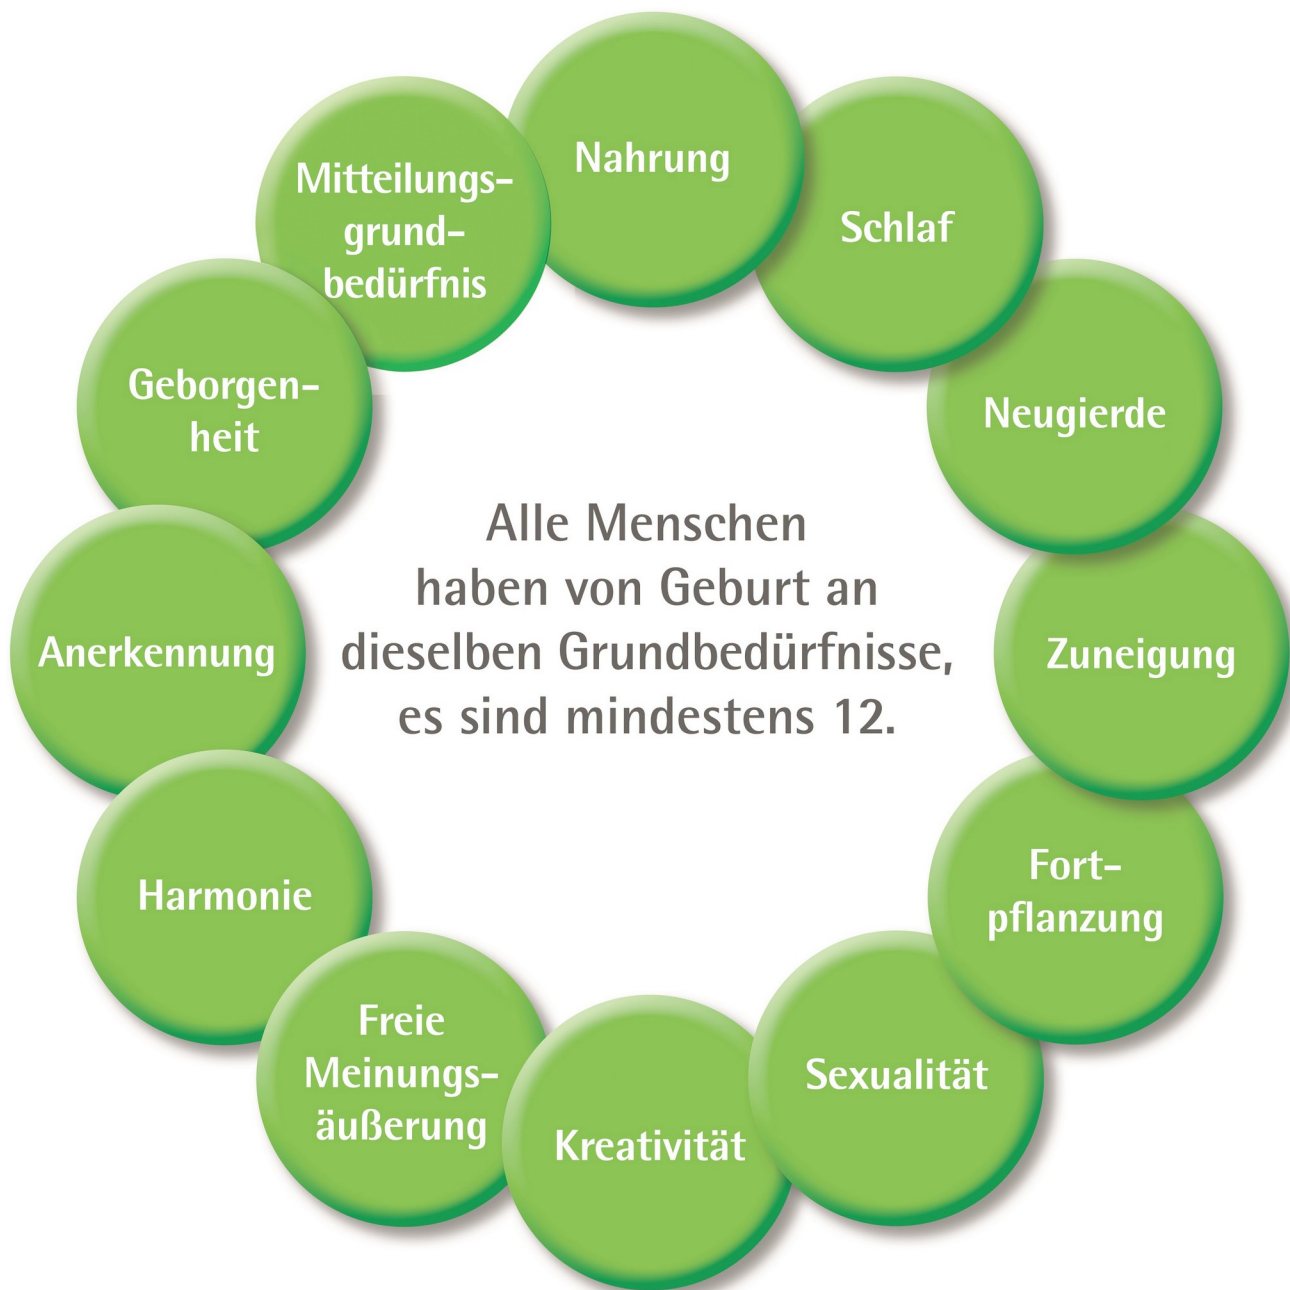 Nahrung
Schlaf
Neugierde
Zuneigung
Fort-
pflanzung
Sexualität
Kreativität
Freie
Meinungs-
äußerung
Harmonie
Anerkennung
Geborgen-
heit
Mitteilungs-
grund-
bedürfnis
Alle Menschen
haben von Geburt an
dieselben Grundbedürfnisse,
es sind mindestens 12.